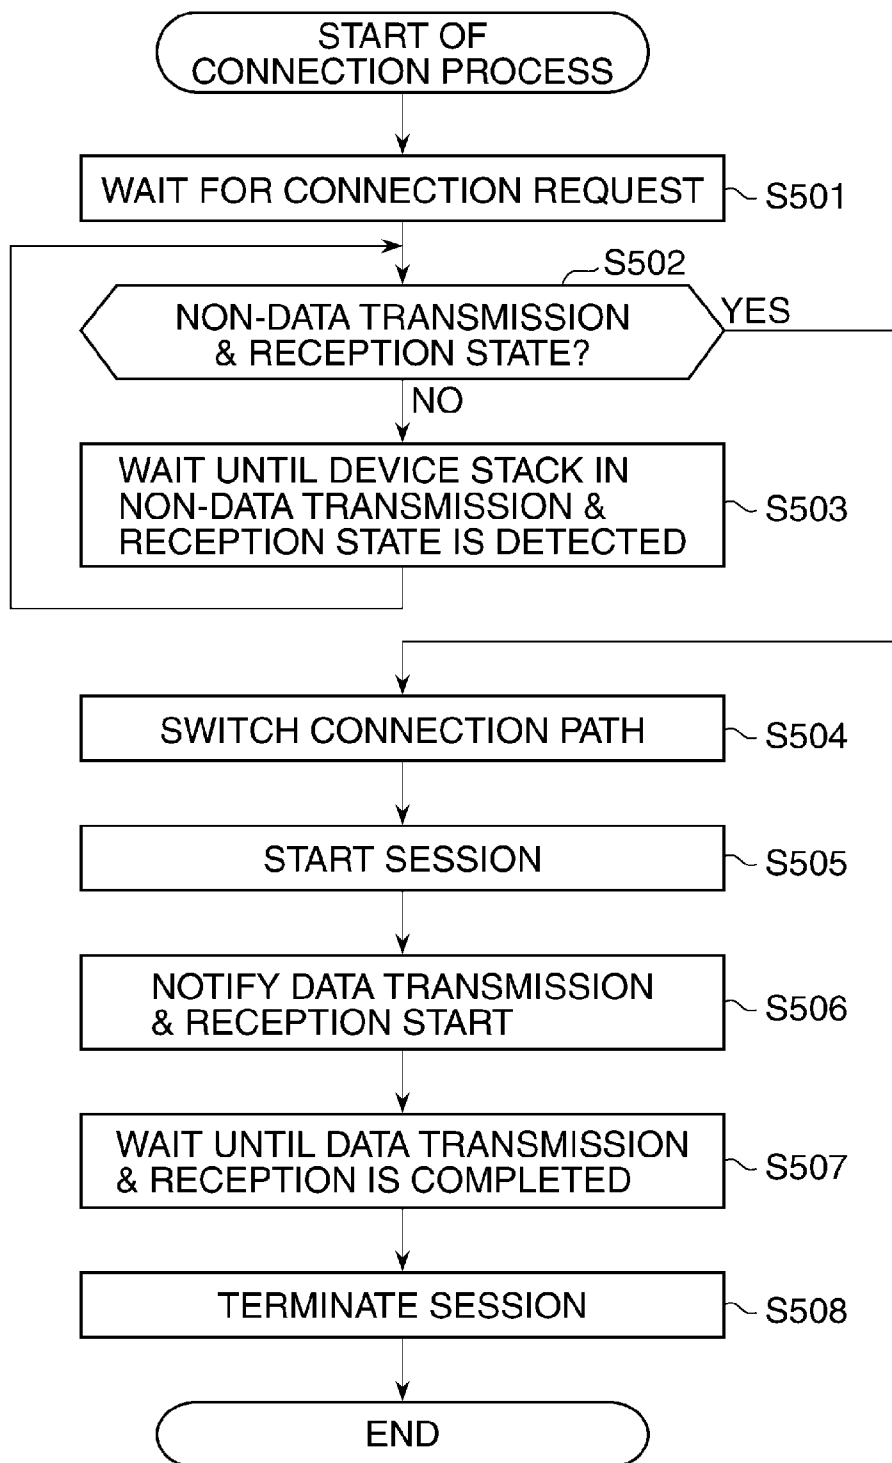 START OF
CONNECTION PROCESS
WAIT FOR CONNECTION REQUEST
S501
S502
NON-DATA TRANSMISSION
& RECEPTION STATE?
YES
NO
WAIT UNTIL DEVICE STACK IN
NON-DATA TRANSMISSION &
RECEPTION STATE IS DETECTED
S503
SWITCH CONNECTION PATH
S504
START SESSION
S505
NOTIFY DATA TRANSMISSION
& RECEPTION START
S506
WAIT UNTIL DATA TRANSMISSION
& RECEPTION IS COMPLETED
S507
TERMINATE SESSION
S508
END